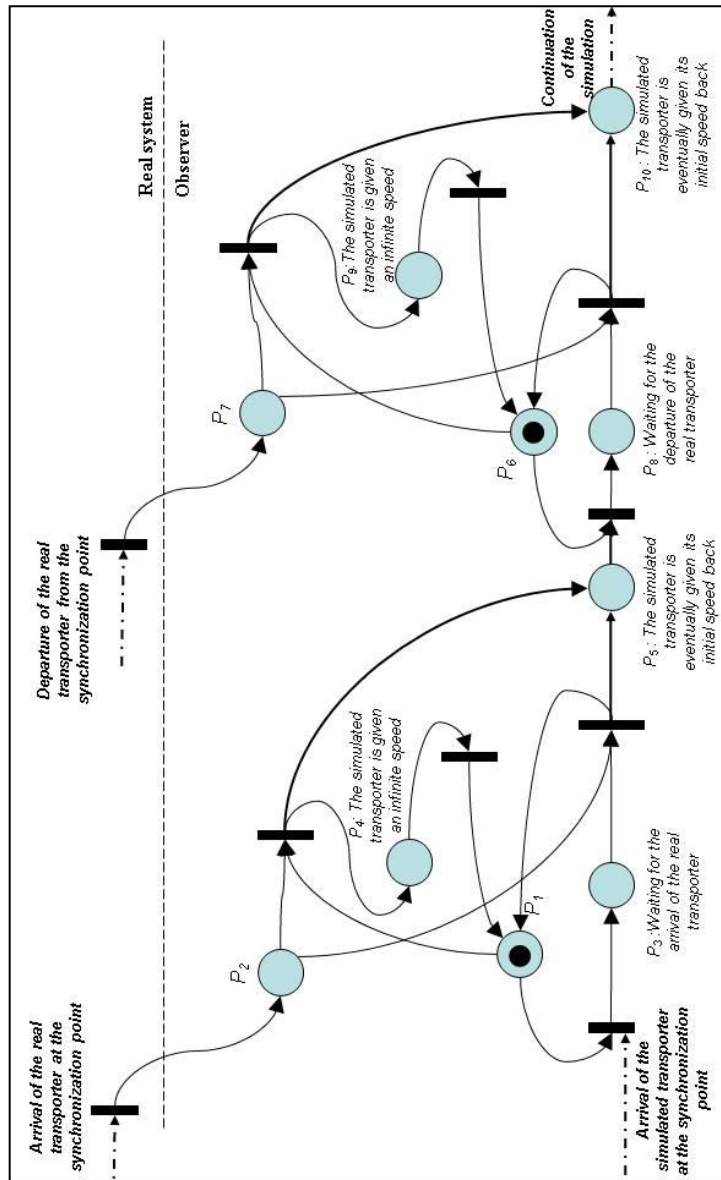 Real system
Observer
Arrival of the real
transporter at the
synchronization point
Departure of the real
transporter from the
synchronization point
P2
P7
P4: The simulated
transporter is given
an infinite speed
P9: The simulated
transporter is given
an infinite speed
P1
P6
Arrival of the
simulated transporter
at the synchronization
point
P3: Waiting for the
arrival of the real
transporter
P5: The simulated
transporter is
eventually given its
initial speed back
P8: Waiting for the
departure of the
real transporter
P10: The simulated
transporter is
eventually given its
initial speed back
Continuation
of the
simulation